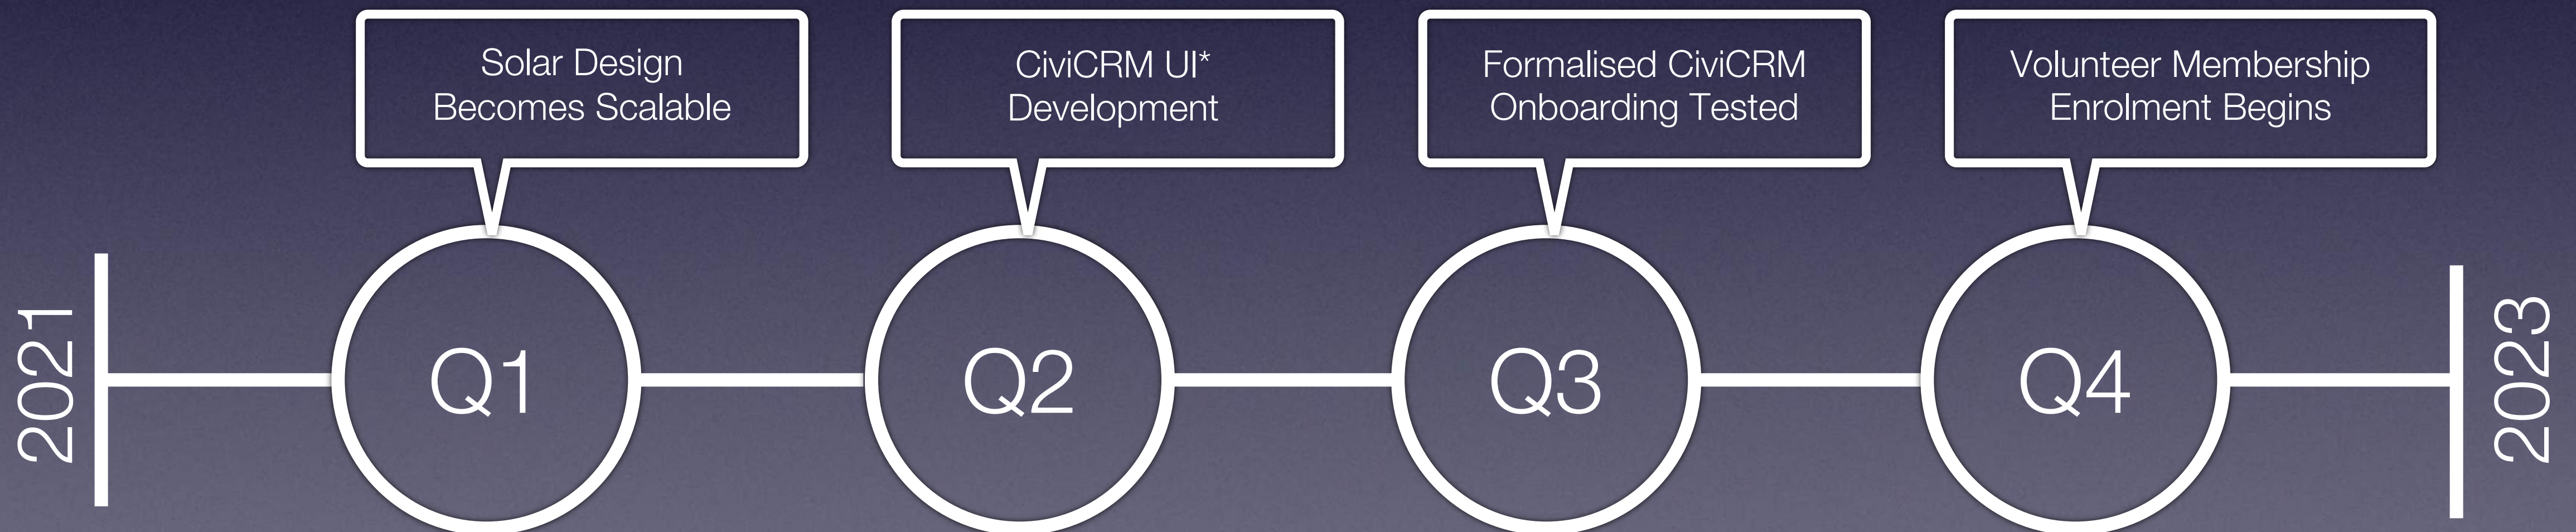 Solar Design
Becomes Scalable
CiviCRM UI*
Development
Formalised CiviCRM
Onboarding Tested
Volunteer Membership
Enrolment Begins
2021
Q1
Q2
Q3
Q4
2023